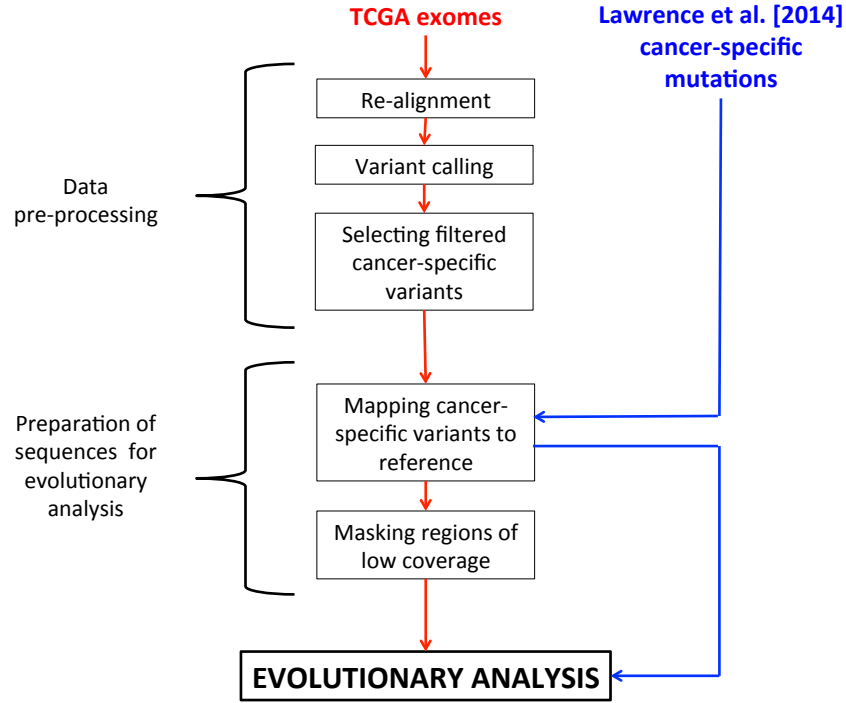 TCGA exomes
Lawrence et al. [2014]
cancer-specific
mutations
Re-alignment
Variant calling
Data
pre-processing
Selecting filtered
cancer-specific
variants
Preparation of
sequences for
evolutionary
analysis
Mapping cancer-
specific variants to
reference
Masking regions of
low coverage
EVOLUTIONARY ANALYSIS